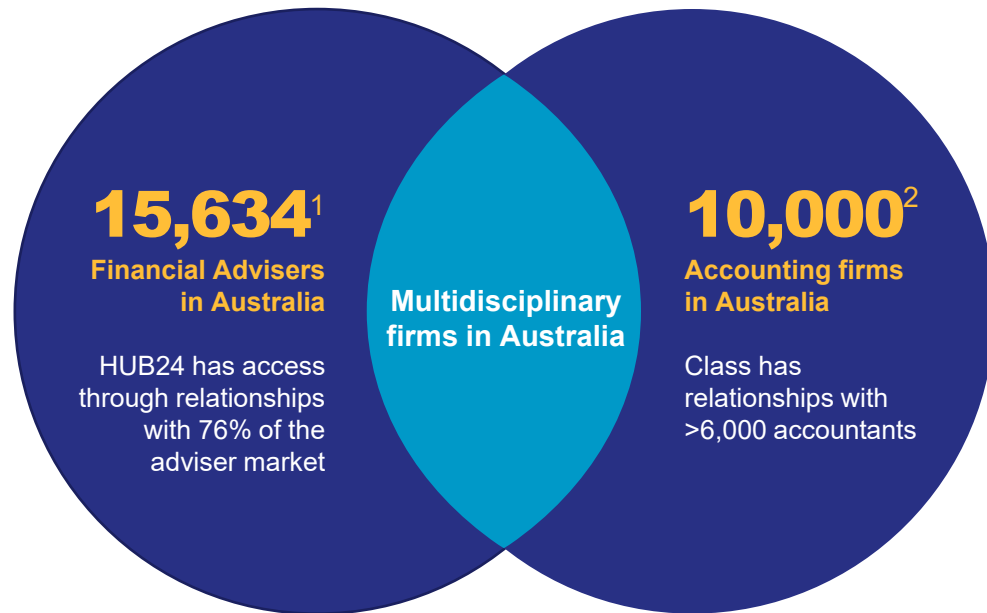 15,634¹
Financial Advisers
in Australia
HUB24 has access
through relationships
with 76% of the
adviser market
Multidisciplinary
firms in Australia
10,000²
Accounting firms
in Australia
Class has
relationships with
>6,000 accountants